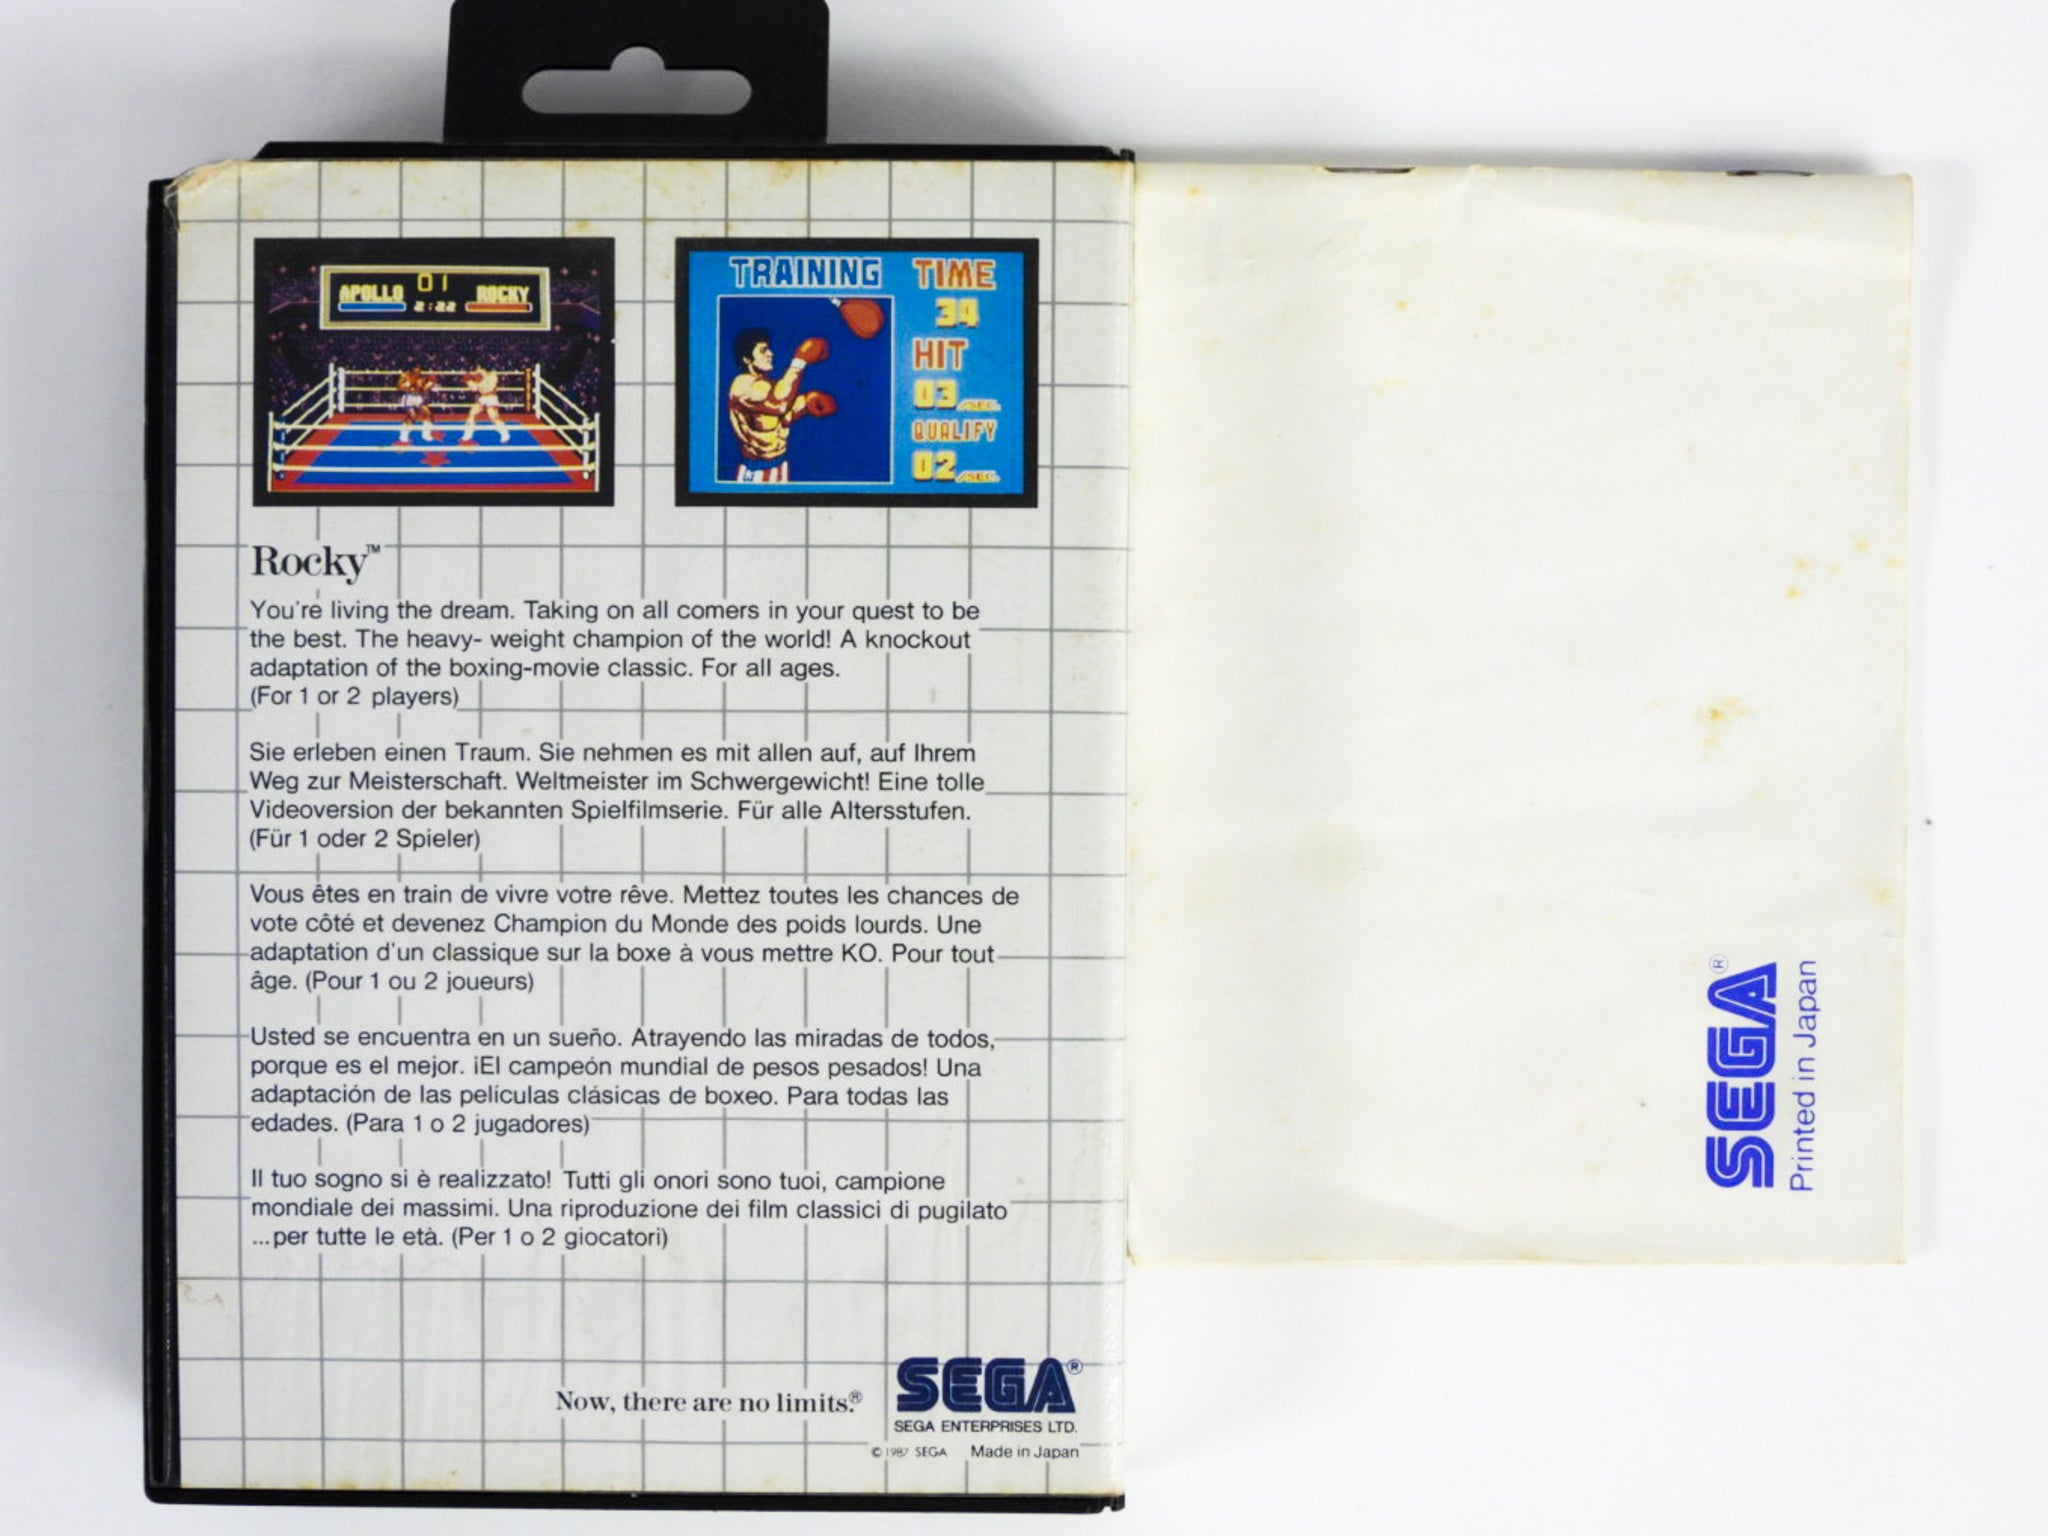 APOLLO 01 ROCKY
2:22
TRAINING
TIME
34
HIT
03
QUALIFY
02
Rocky™
You're living the dream. Taking on all comers in your quest to be
the best. The heavy- weight champion of the world! A knockout
adaptation of the boxing-movie classic. For all ages.
(For 1 or 2 players)
Sie erleben einen Traum. Sie nehmen es mit allen auf, auf Ihrem
Weg zur Meisterschaft. Weltmeister im Schwergewicht! Eine tolle
Videoversion der bekannten Spielfilmserie. Für alle Altersstufen.
(Für 1 oder 2 Spieler)
Vous êtes en train de vivre votre rêve. Mettez toutes les chances de
vote côté et devenez Champion du Monde des poids lourds. Une
adaptation d'un classique sur la boxe à vous mettre KO. Pour tout
âge. (Pour 1 ou 2 joueurs)
Usted se encuentra en un sueño. Atrayendo las miradas de todos,
porque es el mejor. ¡El campeón mundial de pesos pesados! Una
adaptación de las películas clásicas de boxeo. Para todas las
edades. (Para 1 o 2 jugadores)
Il tuo sogno si è realizzato! Tutti gli onori sono tuoi, campione
mondiale dei massimi. Una riproduzione dei film classici di pugilato
...per tutte le età. (Per 1 o 2 giocatori)
Now, there are no limits.®
SEGA®
SEGA ENTERPRISES LTD.
© 1987 SEGA Made in Japan
SEGA®
Printed in Japan